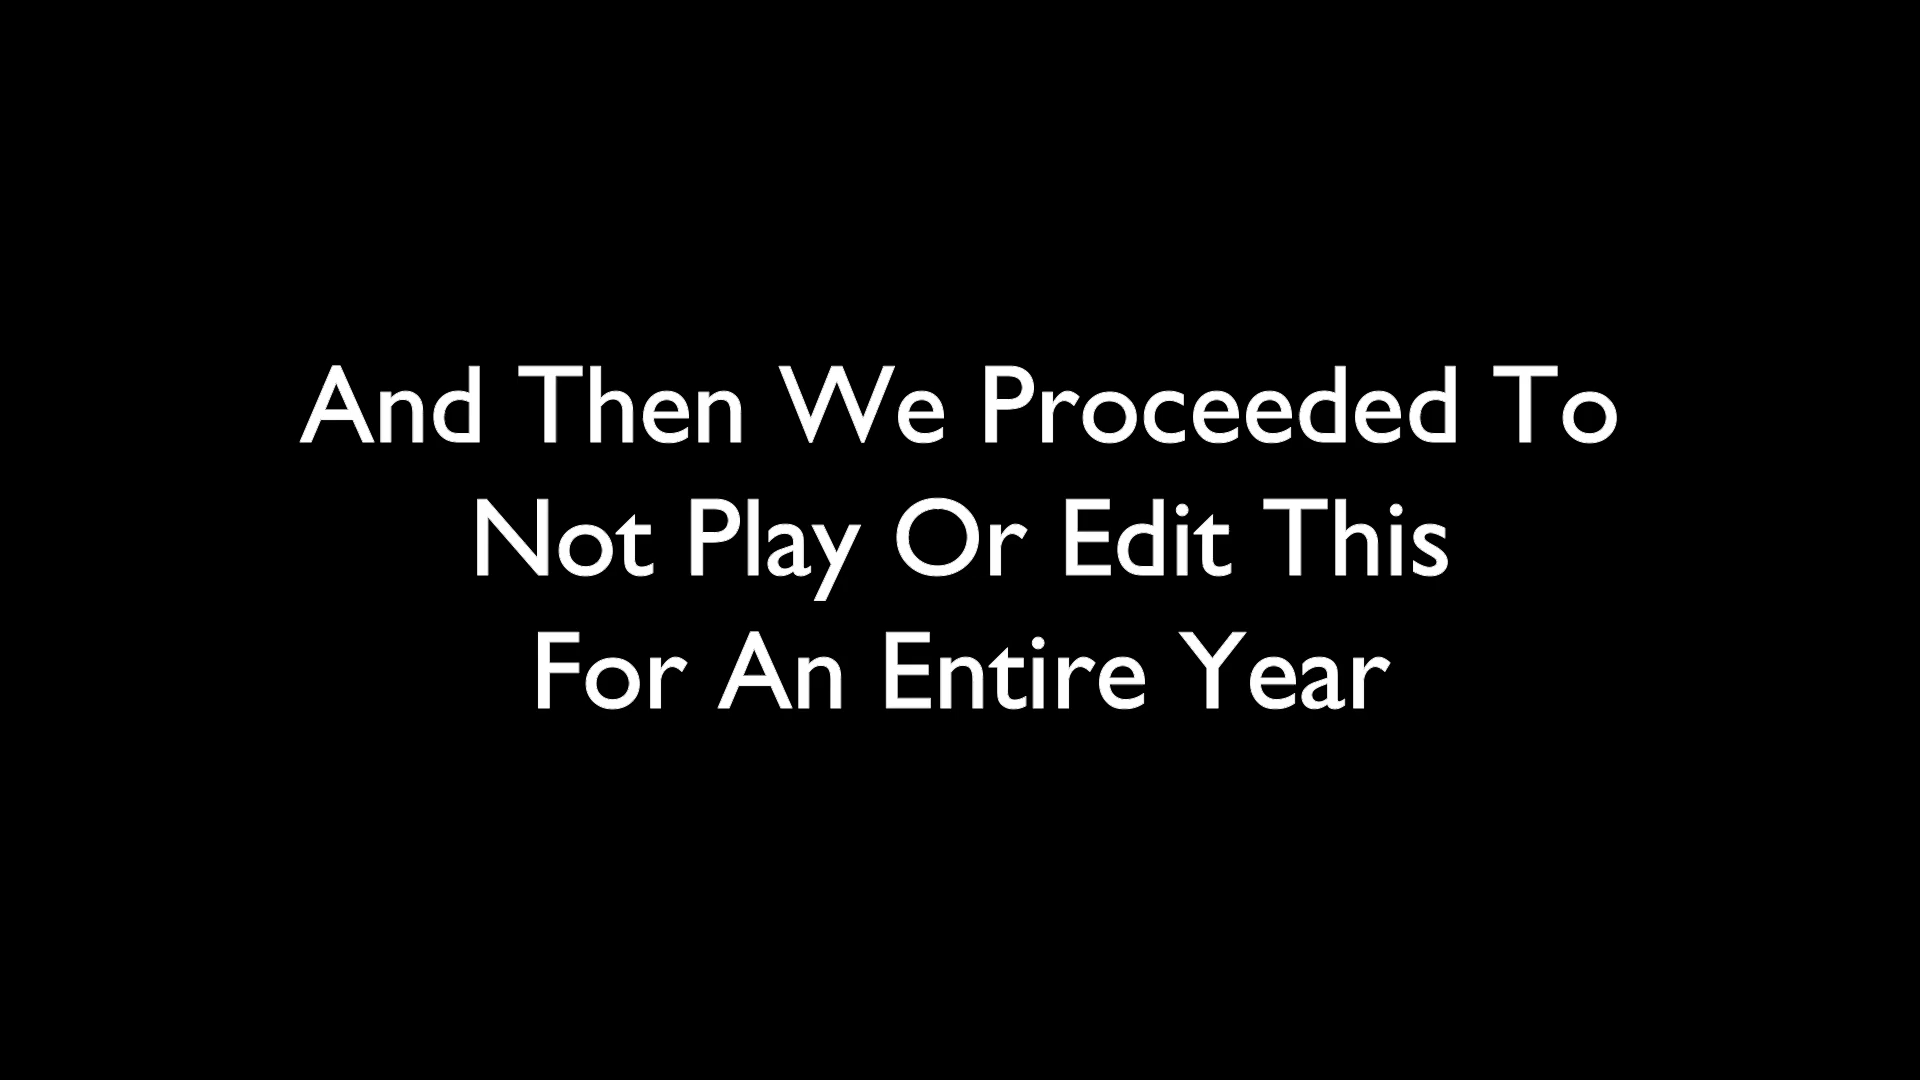 And Then We Proceeded To
Not Play Or Edit This
For An Entire Year